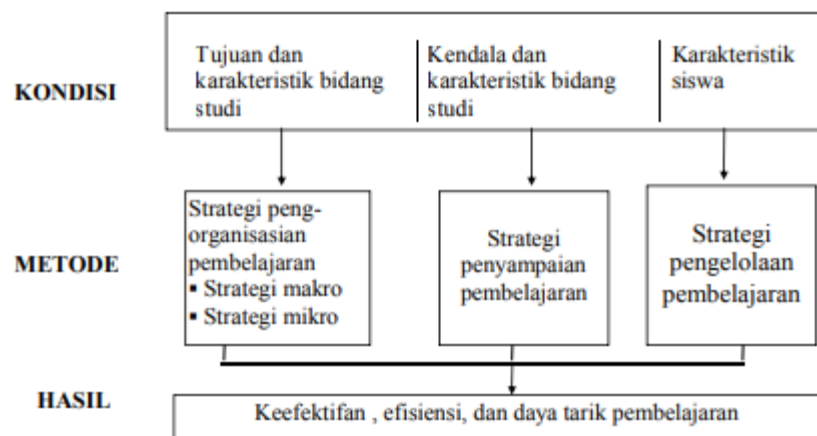 KONDISI
Tujuan dan
karakteristik bidang
studi
Kendala dan
karakteristik bidang
studi
Karakteristik
siswa
METODE
Strategi peng-
organisasian
pembelajaran
▪ Strategi makro
▪ Strategi mikro
Strategi
penyampaian
pembelajaran
Strategi
pengelolaan
pembelajaran
HASIL
Keefektifan , efisiensi, dan daya tarik pembelajaran